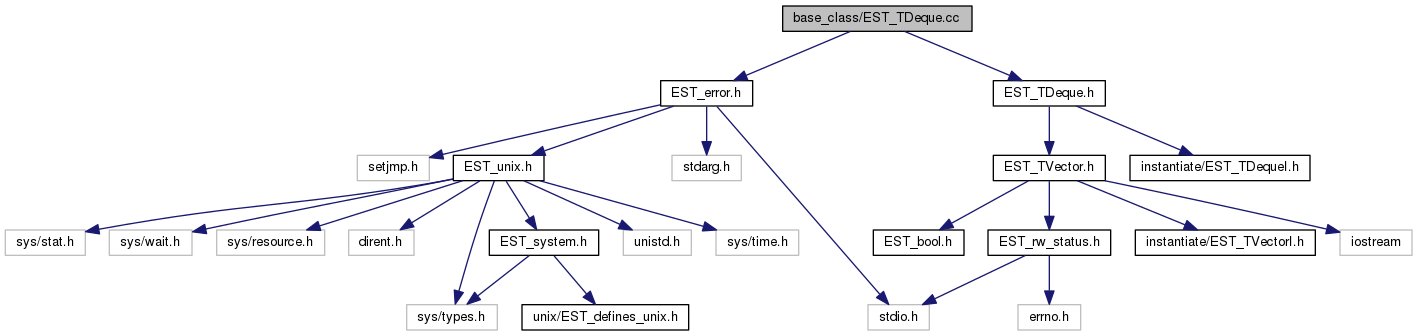 base_class/EST_TDeque.cc
EST_error.h
EST_TDeque.h
setjmp.h
EST_unix.h
stdarg.h
EST_TVector.h
instantiate/EST_TDequeI.h
sys/stat.h
sys/wait.h
sys/resource.h
dirent.h
EST_system.h
unistd.h
sys/time.h
EST_bool.h
EST_rw_status.h
instantiate/EST_TVectorI.h
iostream
sys/types.h
unix/EST_defines_unix.h
stdio.h
errno.h